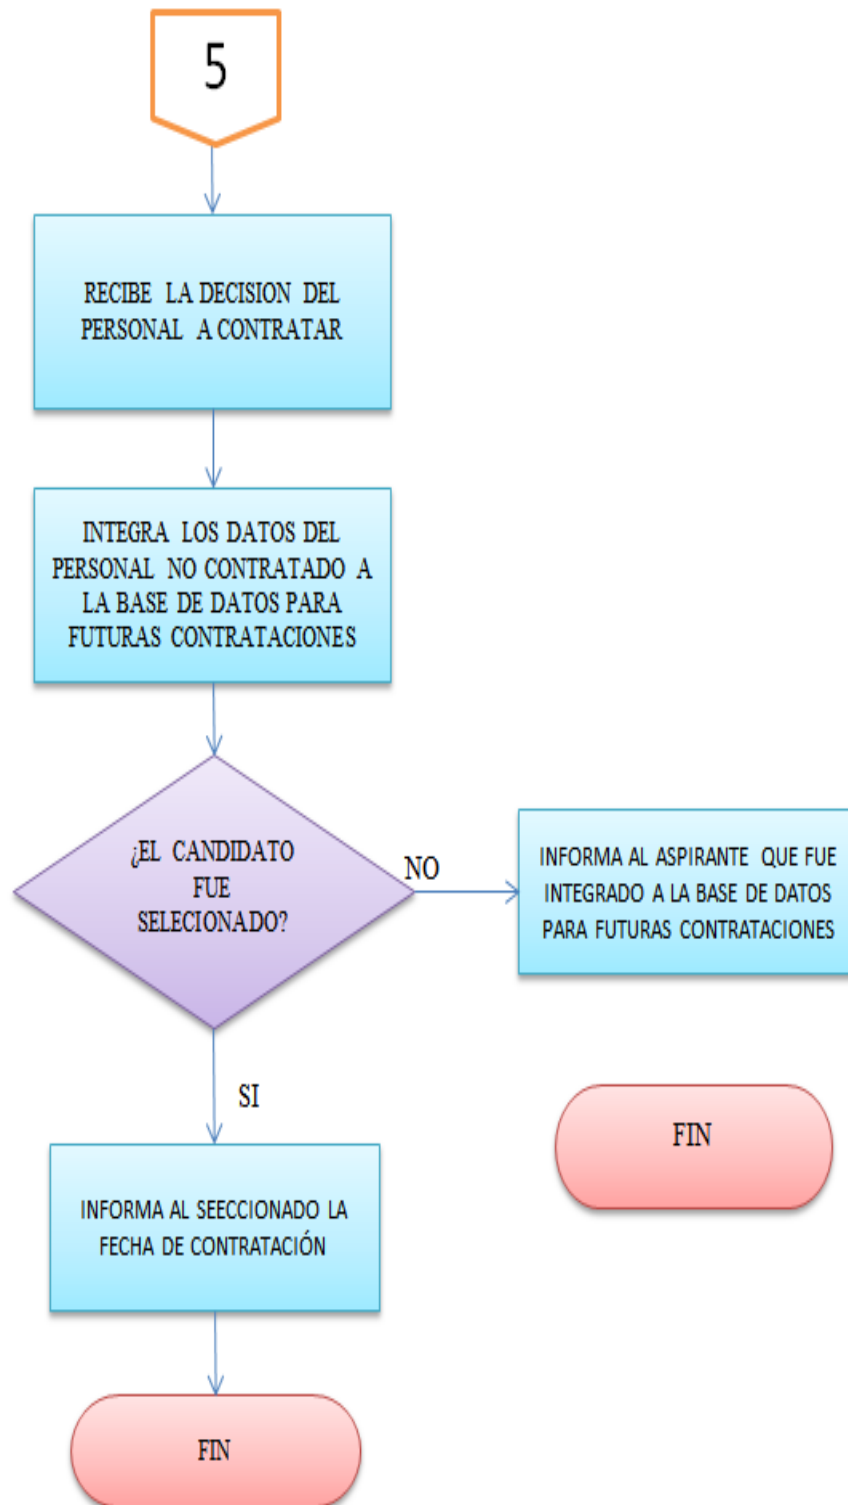 5
RECIBE LA DECISION DEL
PERSONAL A CONTRATAR
INTEGRA LOS DATOS DEL
PERSONAL NO CONTRATADO A
LA BASE DE DATOS PARA
FUTURAS CONTRATACIONES
¿EL CANDIDATO
FUE
SELECIONADO?
NO
INFORMA AL ASPIRANTE QUE FUE
INTEGRADO A LA BASE DE DATOS
PARA FUTURAS CONTRATACIONES
SI
FIN
INFORMA AL SEECCIONADO LA
FECHA DE CONTRATACIÓN
FIN